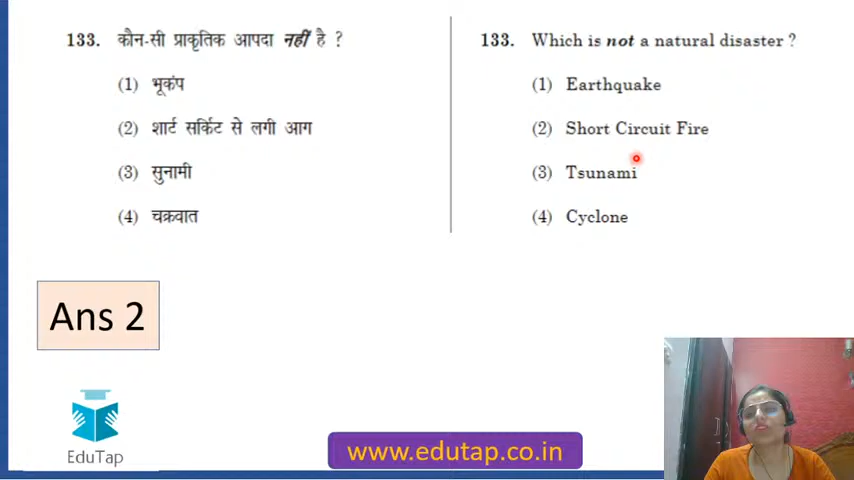 133. कौन-सी प्राकृतिक आपदा नहीं है ?
(1) भूकंप
(2) शार्ट सर्किट से लगी आग
(3) सुनामी
(4) चक्रवात
133. Which is not a natural disaster ?
(1) Earthquake
(2) Short Circuit Fire
(3) Tsunami
(4) Cyclone
Ans 2
EduTap
www.edutap.co.in